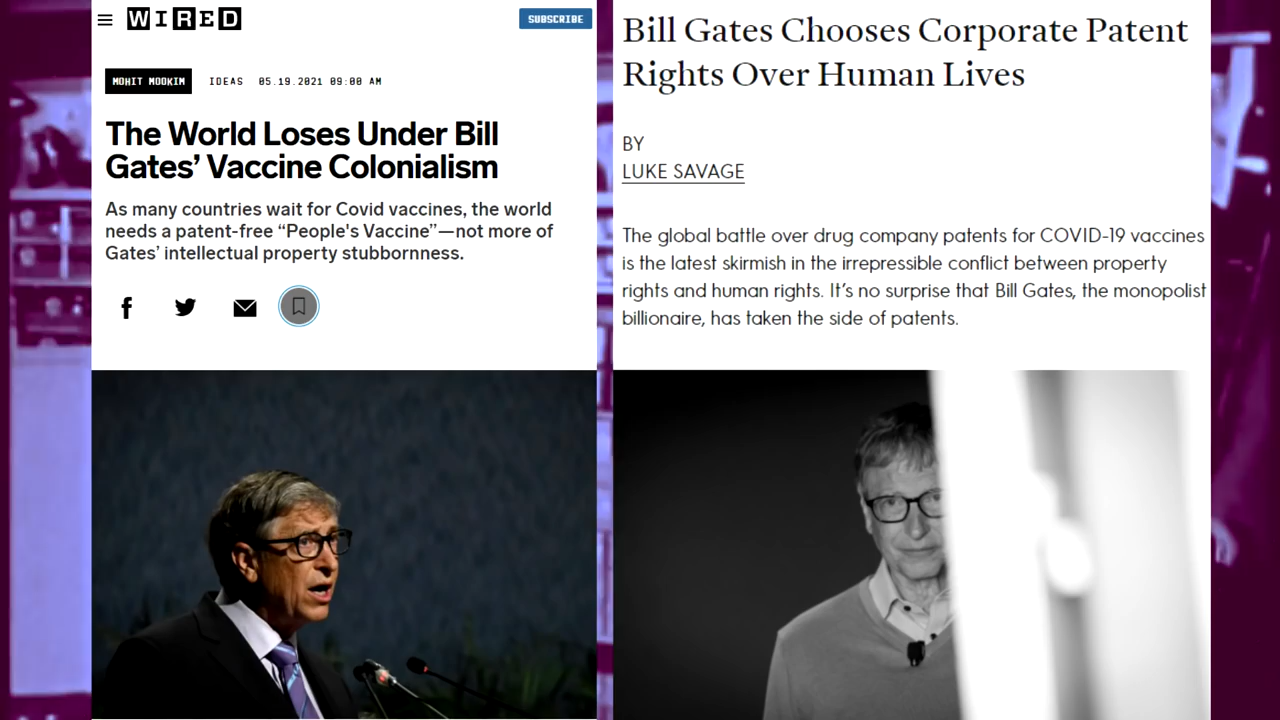 WIRED
SUBSCRIBE
MOHIT MOOKIM IDEAS 05.19.2021 09:00 AM
The World Loses Under Bill
Gates’ Vaccine Colonialism
As many countries wait for Covid vaccines, the world
needs a patent-free “People's Vaccine”—not more of
Gates’ intellectual property stubbornness.
Bill Gates Chooses Corporate Patent
Rights Over Human Lives
BY
LUKE SAVAGE
The global battle over drug company patents for COVID-19 vaccines
is the latest skirmish in the irrepressible conflict between property
rights and human rights. It’s no surprise that Bill Gates, the monopolist
billionaire, has taken the side of patents.